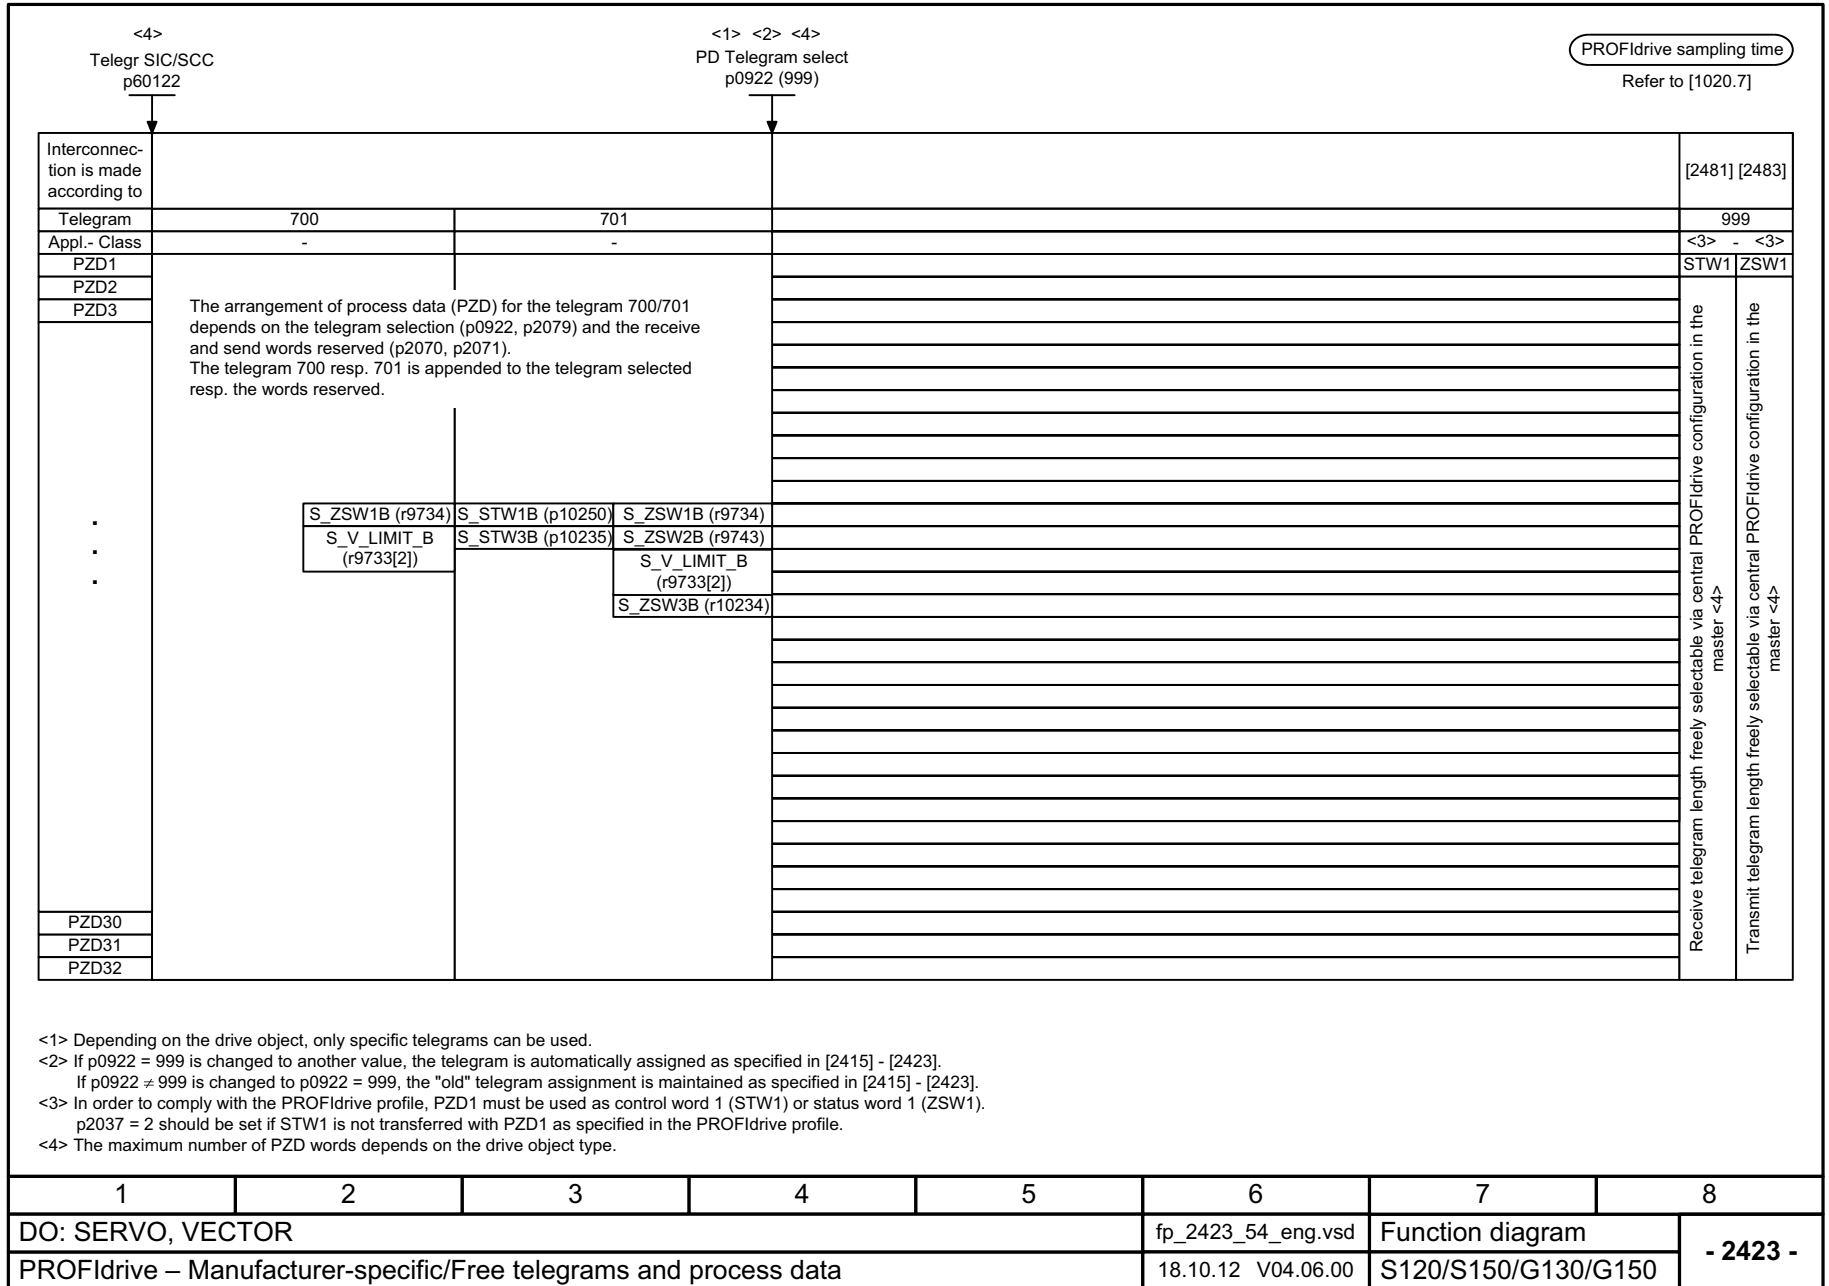 <4>
Telegr SIC/SCC
p60122
<1> <2> <4>
PD Telegram select
p0922 (999)
PROFIdrive sampling time
Refer to [1020.7]
Interconnec-
tion is made
according to
[2481] [2483]
Telegram 700 701 999
Appl.- Class - - <3> - <3>
PZD1 STW1 ZSW1
PZD2
PZD3
The arrangement of process data (PZD) for the telegram 700/701
depends on the telegram selection (p0922, p2079) and the receive
and send words reserved (p2070, p2071).
The telegram 700 resp. 701 is appended to the telegram selected
resp. the words reserved.
S_ZSW1B (r9734) S_STW1B (p10250) S_ZSW1B (r9734)
S_V_LIMIT_B
(r9733[2])
S_STW3B (p10235) S_ZSW2B (r9743)
S_V_LIMIT_B
(r9733[2])
S_ZSW3B (r10234)
.
.
.
Receive telegram length freely selectable via central PROFIdrive configuration in the
master <4>
Transmit telegram length freely selectable via central PROFIdrive configuration in the
master <4>
PZD30
PZD31
PZD32
<1> Depending on the drive object, only specific telegrams can be used.
<2> If p0922 = 999 is changed to another value, the telegram is automatically assigned as specified in [2415] - [2423].
If p0922 ≠ 999 is changed to p0922 = 999, the "old" telegram assignment is maintained as specified in [2415] - [2423].
<3> In order to comply with the PROFIdrive profile, PZD1 must be used as control word 1 (STW1) or status word 1 (ZSW1).
p2037 = 2 should be set if STW1 is not transferred with PZD1 as specified in the PROFIdrive profile.
<4> The maximum number of PZD words depends on the drive object type.
1 2 3 4 5 6 7 8
DO: SERVO, VECTOR fp_2423_54_eng.vsd Function diagram
- 2423 -
PROFIdrive – Manufacturer-specific/Free telegrams and process data 18.10.12 V04.06.00 S120/S150/G130/G150